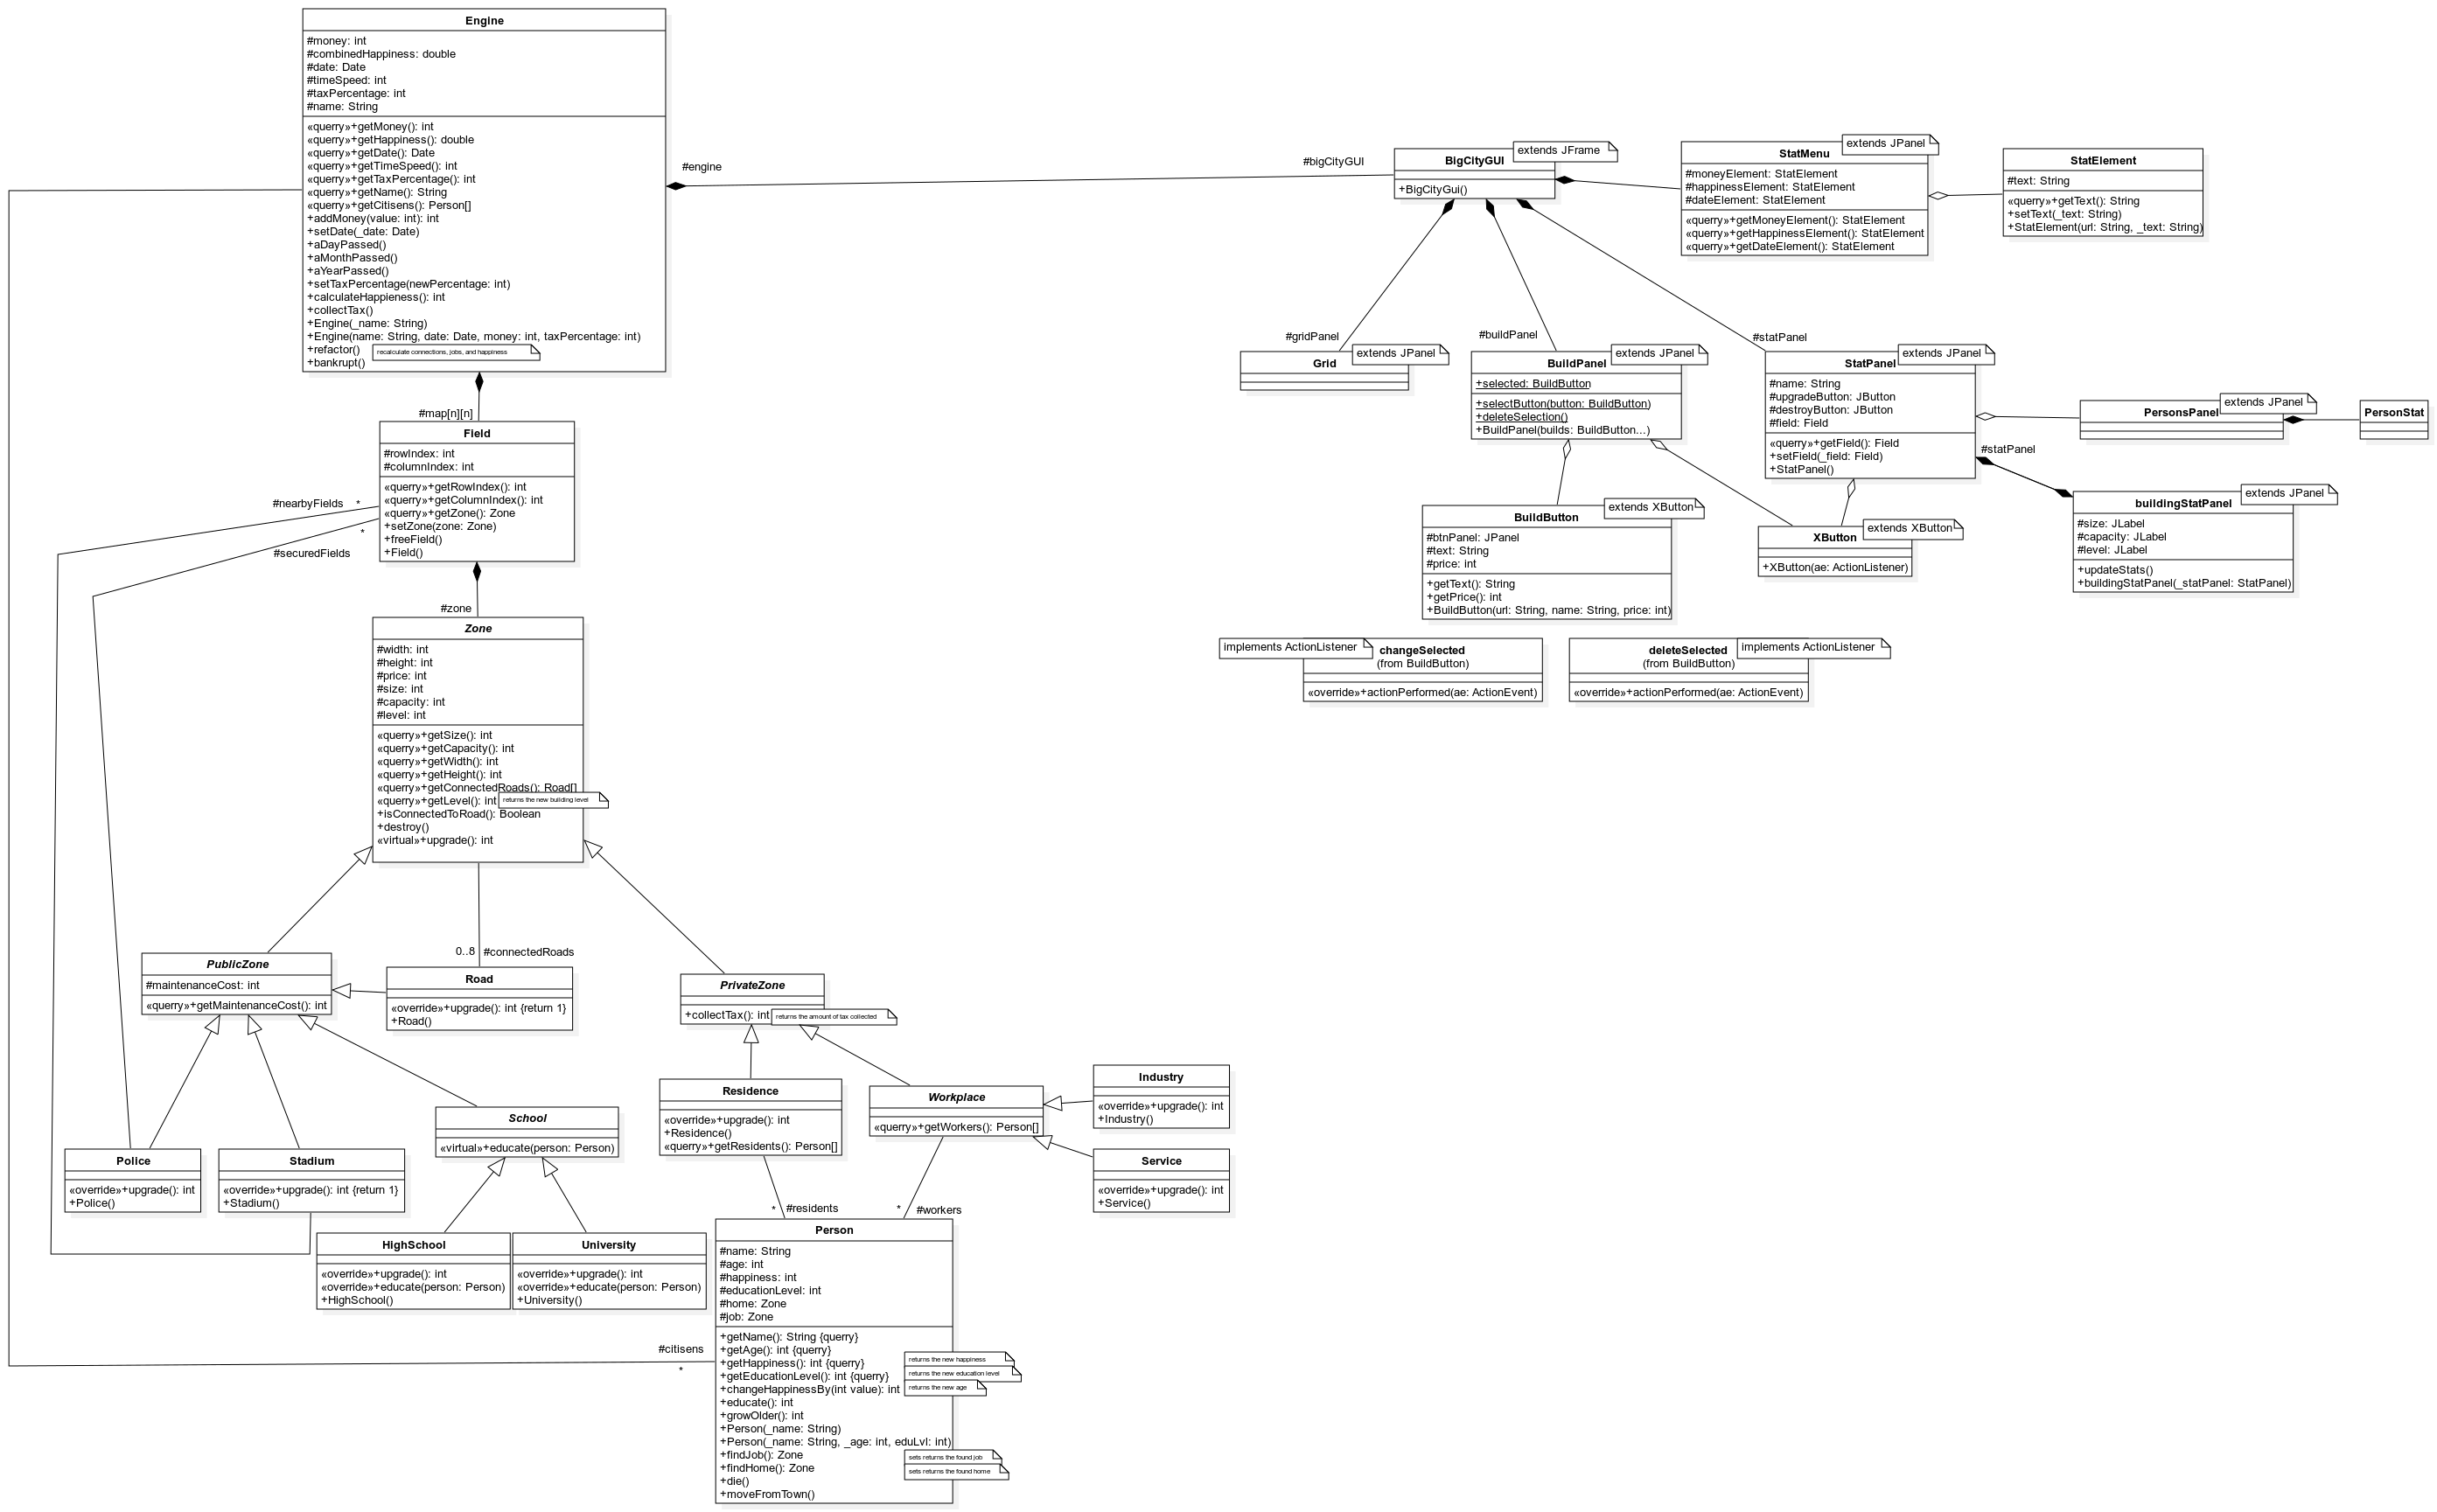 Engine
#money: int
#combinedHappiness: double
#date: Date
#timeSpeed: int
#taxPercentage: int
#name: String
«querry»+getMoney(): int
«querry»+getHappiness(): double
«querry»+getDate(): Date
«querry»+getTimeSpeed(): int
«querry»+getTaxPercentage(): int
«querry»+getName(): String
«querry»+getCitisens(): Person[]
+addMoney(value: int): int
+setDate(_date: Date)
+aDayPassed()
+aMonthPassed()
+aYearPassed()
+setTaxPercentage(newPercentage: int)
+calculateHappieness(): int
+collectTax()
+Engine(_name: String)
+Engine(name: String, date: Date, money: int, taxPercentage: int)
+refactor()
recalculate connections, jobs, and happiness
+bankrupt()
#engine
#bigCityGUI
BigCityGUI
extends JFrame
+BigCityGui()
StatMenu
extends JPanel
#moneyElement: StatElement
#happinessElement: StatElement
#dateElement: StatElement
«querry»+getMoneyElement(): StatElement
«querry»+getHappinessElement(): StatElement
«querry»+getDateElement(): StatElement
StatElement
#text: String
«querry»+getText(): String
+setText(_text: String)
+StatElement(url: String, _text: String)
#gridPanel
#buildPanel
#statPanel
Grid
extends JPanel
BuildPanel
extends JPanel
+selected: BuildButton
+selectButton(button: BuildButton)
+deleteSelection()
+BuildPanel(builds: BuildButton...)
StatPanel
extends JPanel
#name: String
#upgradeButton: JButton
#destroyButton: JButton
#field: Field
«querry»+getField(): Field
+setField(_field: Field)
+StatPanel()
PersonsPanel
extends JPanel
PersonStat
#statPanel
buildingStatPanel
extends JPanel
#size: JLabel
#capacity: JLabel
#level: JLabel
+updateStats()
+buildingStatPanel(_statPanel: StatPanel)
BuildButton
extends XButton
#btnPanel: JPanel
#text: String
#price: int
+getText(): String
+getPrice(): int
+BuildButton(url: String, name: String, price: int)
XButton
extends XButton
+XButton(ae: ActionListener)
implements ActionListener
changeSelected
(from BuildButton)
«override»+actionPerformed(ae: ActionEvent)
deleteSelected
implements ActionListener
(from BuildButton)
«override»+actionPerformed(ae: ActionEvent)
#map[n][n]
Field
#rowIndex: int
#columnIndex: int
«querry»+getRowIndex(): int
«querry»+getColumnIndex(): int
«querry»+getZone(): Zone
+setZone(zone: Zone)
+freeField()
+Field()
#nearbyFields *
*
#securedFields
#zone
Zone
#width: int
#height: int
#price: int
#size: int
#capacity: int
#level: int
«querry»+getSize(): int
«querry»+getCapacity(): int
«querry»+getWidth(): int
«querry»+getHeight(): int
«querry»+getConnectedRoads(): Road[]
«querry»+getLevel(): int
returns the new building level
+isConnectedToRoad(): Boolean
+destroy()
«virtual»+upgrade(): int
0..8 #connectedRoads
PublicZone
#maintenanceCost: int
«querry»+getMaintenanceCost(): int
Road
«override»+upgrade(): int {return 1}
+Road()
PrivateZone
+collectTax(): int
returns the amount of tax collected
Residence
«override»+upgrade(): int
+Residence()
«querry»+getResidents(): Person[]
Workplace
«querry»+getWorkers(): Person[]
Industry
«override»+upgrade(): int
+Industry()
Service
«override»+upgrade(): int
+Service()
School
«virtual»+educate(person: Person)
Police
«override»+upgrade(): int
+Police()
Stadium
«override»+upgrade(): int {return 1}
+Stadium()
HighSchool
«override»+upgrade(): int
«override»+educate(person: Person)
+HighSchool()
University
«override»+upgrade(): int
«override»+educate(person: Person)
+University()
* #residents
* #workers
#citisens
*
Person
#name: String
#age: int
#happiness: int
#educationLevel: int
#home: Zone
#job: Zone
+getName(): String {querry}
+getAge(): int {querry}
+getHappiness(): int {querry}
+getEducationLevel(): int {querry}
+changeHappinessBy(int value): int
+educate(): int
+growOlder(): int
+Person(_name: String)
+Person(_name: String, _age: int, eduLvl: int)
+findJob(): Zone
+findHome(): Zone
+die()
+moveFromTown()
returns the new happiness
returns the new education level
returns the new age
sets returns the found job
sets returns the found home